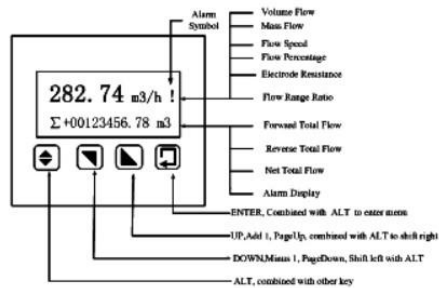 Alarm
Symbol
Volume Flow
Mass Flow
Flow Speed
Flow Percentage
Electrode Resistance
282.74 m3/h !
Flow Range Ratio
Σ+00123456.78 m3
Forward Total Flow
Reverse Total Flow
Net Total Flow
Alarm Display
ENTER, Combined with ALT to enter menu
UP,Add 1, PageUp, combined with ALT to shift right
DOWN,Minus 1, PageDown, Shift left with ALT
ALT, combined with other key